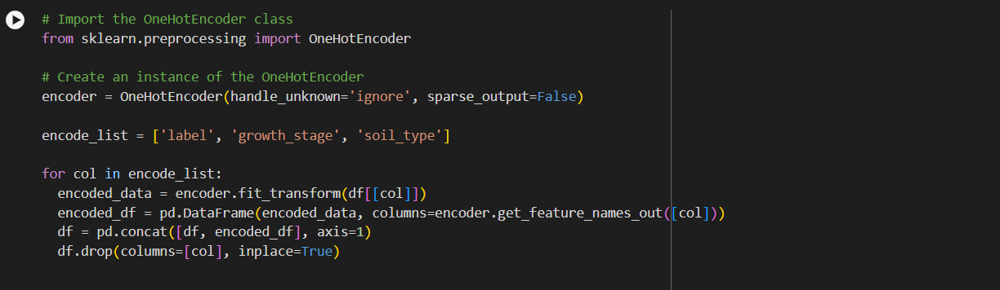 # Import the OneHotEncoder class
from sklearn.preprocessing import OneHotEncoder
# Create an instance of the OneHotEncoder
encoder = OneHotEncoder(handle_unknown='ignore', sparse_output=False)
encode_list = ['label', 'growth_stage', 'soil_type']
for col in encode_list:
  encoded_data = encoder.fit_transform(df[[col]])
  encoded_df = pd.DataFrame(encoded_data, columns=encoder.get_feature_names_out([col]))
  df = pd.concat([df, encoded_df], axis=1)
  df.drop(columns=[col], inplace=True)